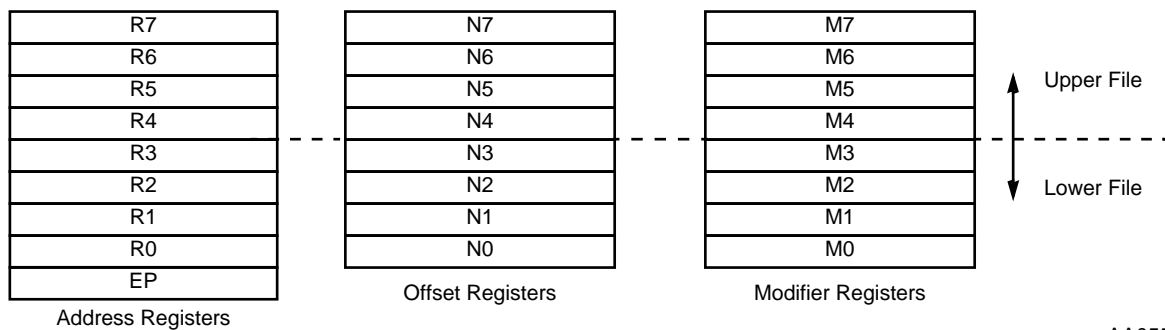 R7 N7 M7
R6 N6 M6
R5 N5 M5 Upper File
R4 N4 M4
R3 N3 M3
R2 N2 M2 Lower File
R1 N1 M1
R0 N0 M0
EP
Offset Registers Modifier Registers
Address Registers